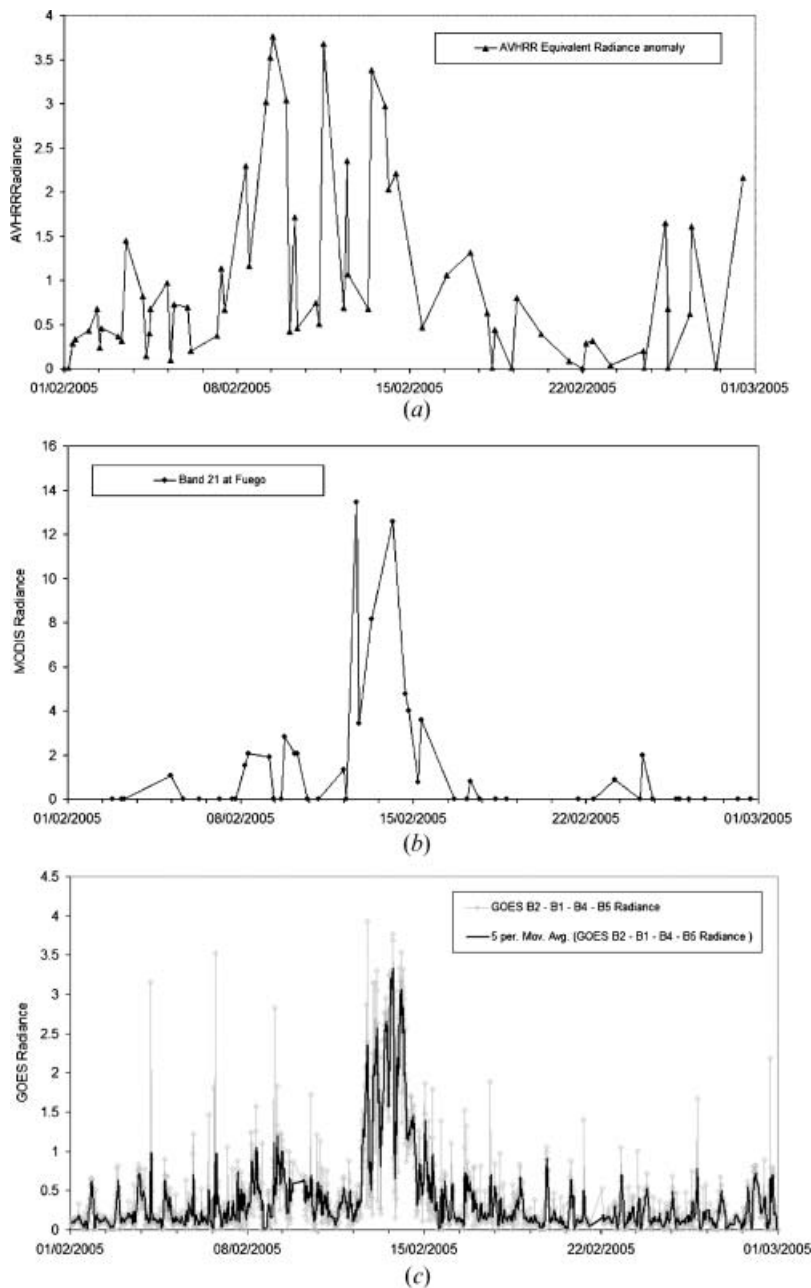 4
AVHRR Equivalent Radiance anomaly
3.5
3
2.5
2
1.5
1
0.5
0
AVHRRRadiance
01/02/2005 08/02/2005 15/02/2005 22/02/2005 01/03/2005
(a)
16
Band 21 at Fuego
14
12
10
8
6
4
2
0
MODIS Radiance
01/02/2005 08/02/2005 15/02/2005 22/02/2005 01/03/2005
(b)
4.5
GOES B2 - B1 - B4 - B5 Radiance
4
5 per. Mov. Avg. (GOES B2 - B1 - B4 - B5 Radiance )
3.5
3
2.5
2
1.5
1
0.5
0
GOES Radiance
01/02/2005 08/02/2005 15/02/2005 22/02/2005 01/03/2005
(c)